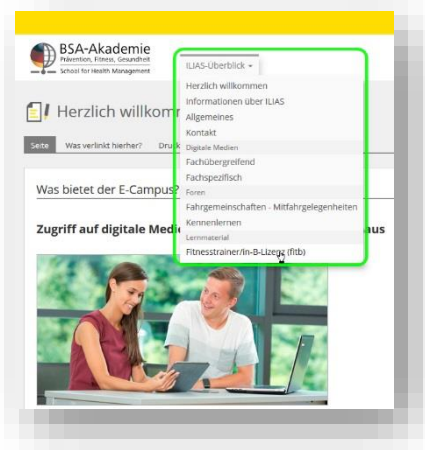 BSA-Akademie
Prävention, Fitness, Gesundheit
School for Health Management
ILIAS-Überblick
Herzlich willkommen
Informationen über ILIAS
Allgemeines
Kontakt
Digitale Medien
Fachübergreifend
Fachspezifisch
Foren
Fahrgemeinschaften - Mitfahrgelegenheiten
Kennenlernen
Lernmaterial
Fitnesstrainer/in-B-Lizenz (fitb)
Herzlich willkom
Seite Was verlinkt hierher? Dru
Was bietet der E-Campus?
Zugriff auf digitale Medi aus